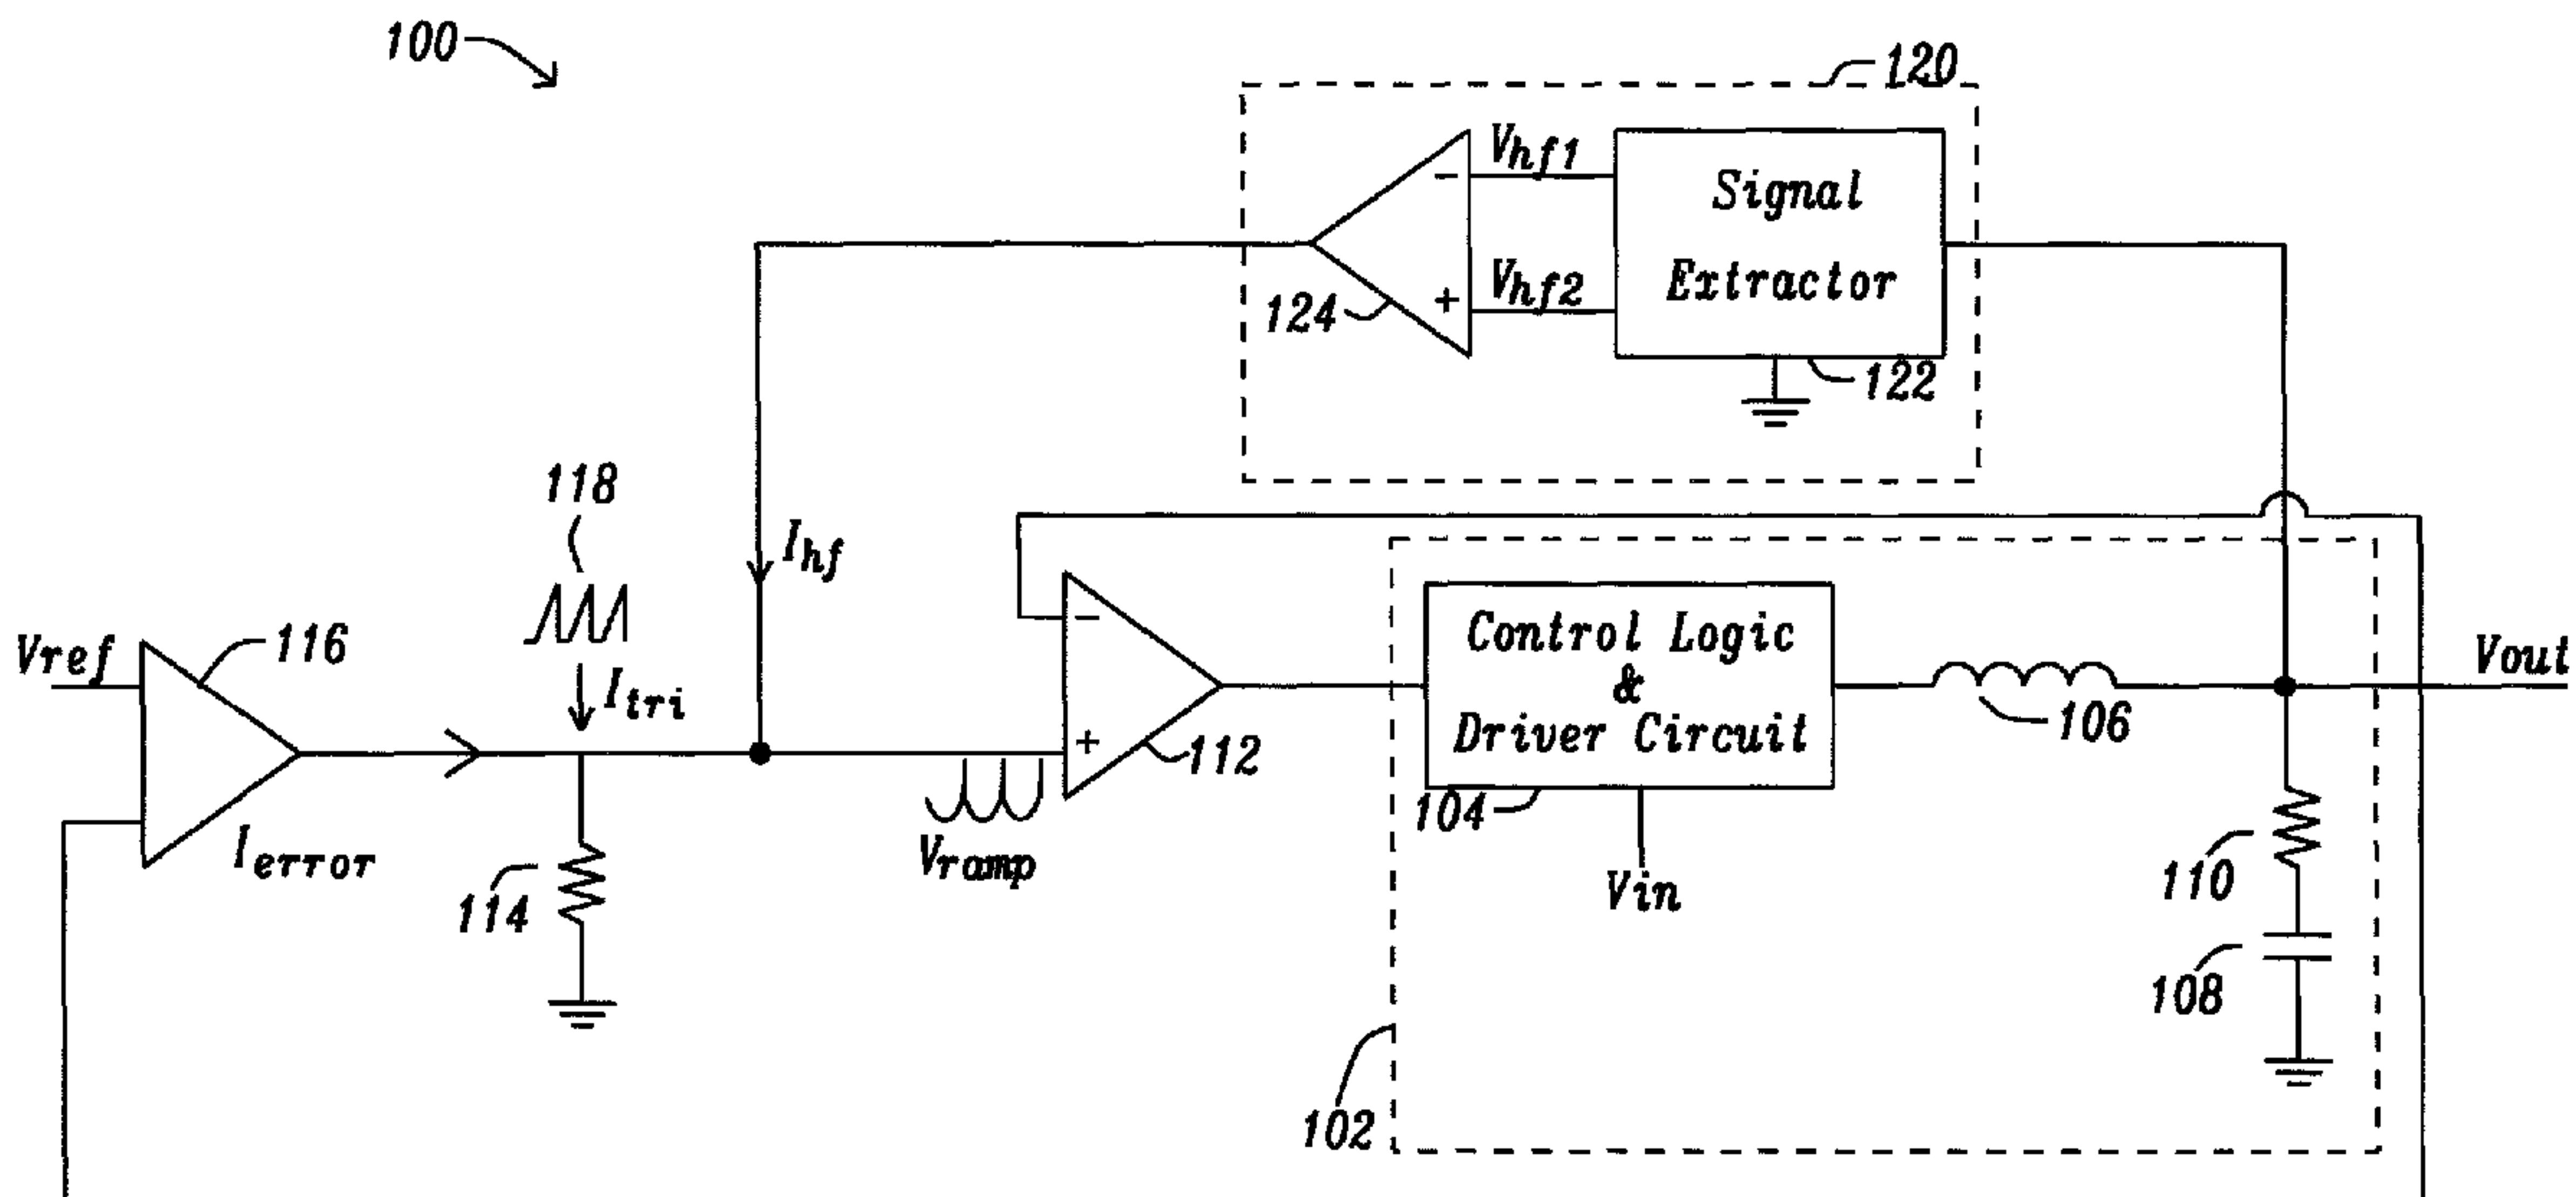 100
120
Vhf1
−
Signal
Extractor
Vhf2
+
124
122
118
Ihf
Itri
Vref
116
Ierror
114
Vramp
−
+
112
Control Logic
&
Driver Circuit
104
Vin
106
Vout
110
108
102